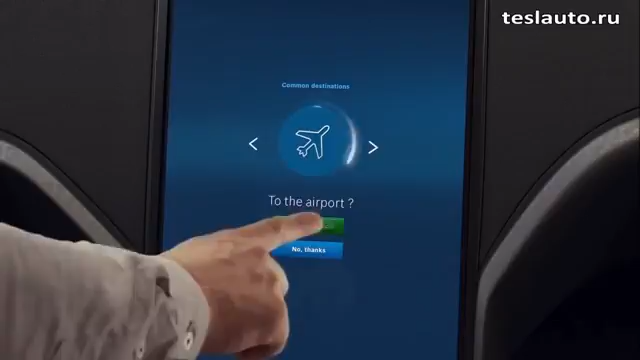 teslauto.ru
Common destinations
To the airport ?
No, thanks